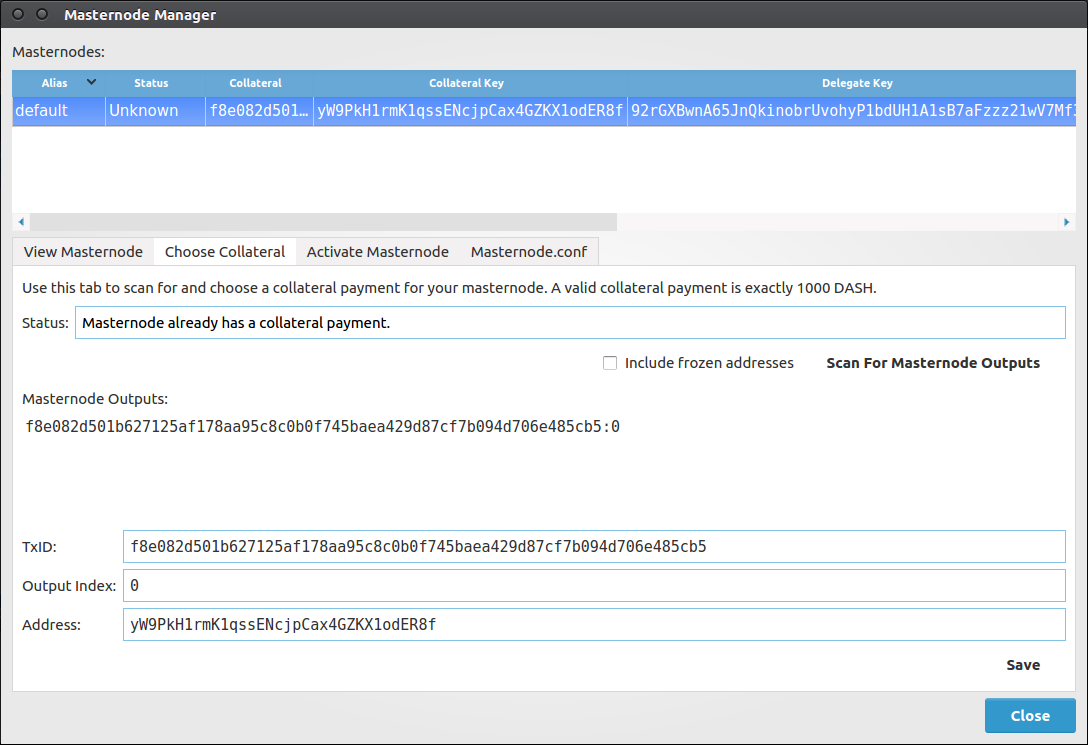 Masternode Manager
Masternodes:
Alias Status Collateral Collateral Key Delegate Key
default Unknown f8e082d501... yW9PkH1rmK1qssENcjpCax4GZKX1odER8f 92rGXBwnA65JnQkinobrUvohyP1bdUH1A1sB7aFzzz21wV7Mf
View Masternode Choose Collateral Activate Masternode Masternode.conf
Use this tab to scan for and choose a collateral payment for your masternode. A valid collateral payment is exactly 1000 DASH.
Status: Masternode already has a collateral payment.
Include frozen addresses Scan For Masternode Outputs
Masternode Outputs:
f8e082d501b627125af178aa95c8c0b0f745baea429d87cf7b094d706e485cb5:0
TxID: f8e082d501b627125af178aa95c8c0b0f745baea429d87cf7b094d706e485cb5
Output Index: 0
Address: yW9PkH1rmK1qssENcjpCax4GZKX1odER8f
Save
Close